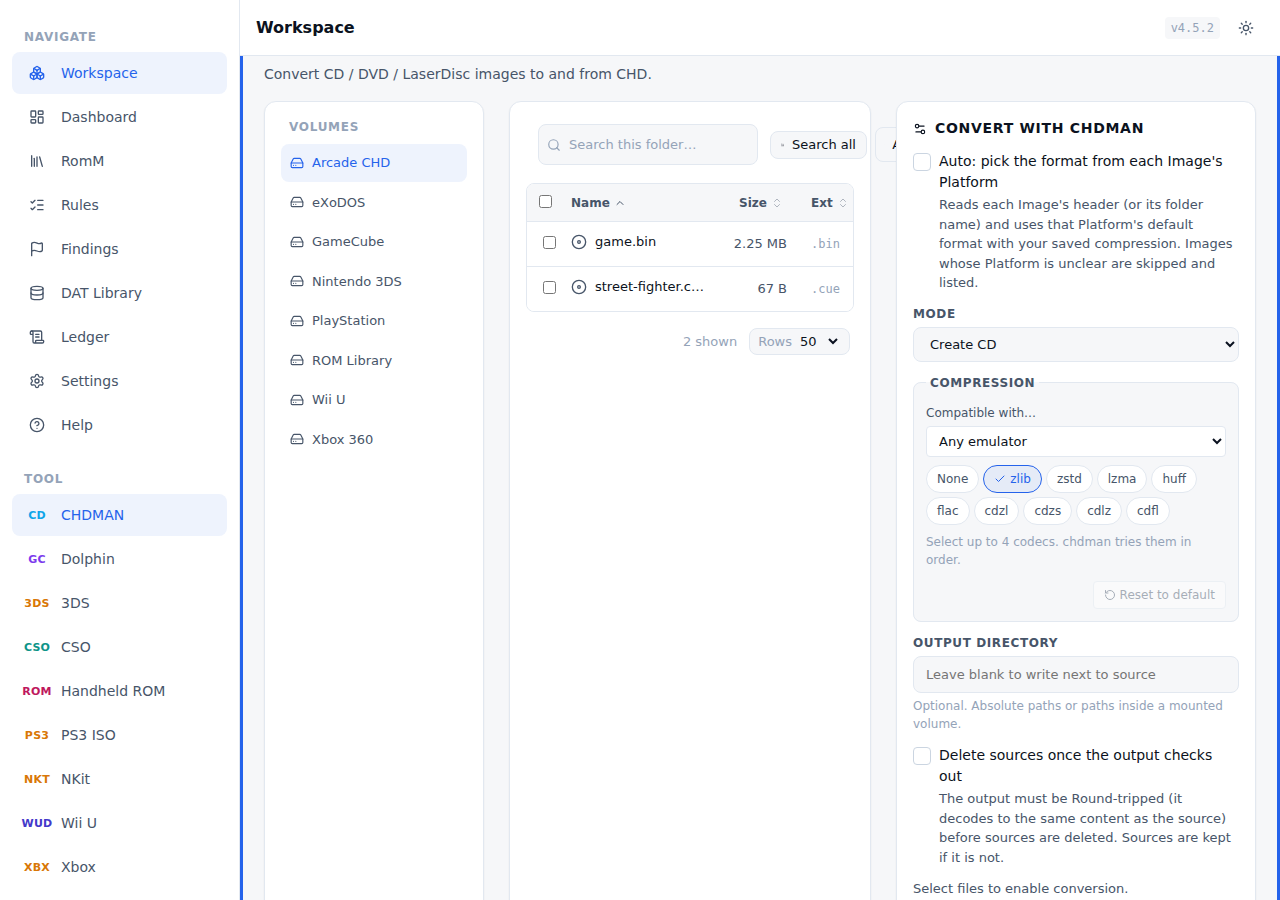 NAVIGATE
Workspace
Dashboard
RomM
Rules
Findings
DAT Library
Ledger
Settings
Help
TOOL
CD CHDMAN
GC Dolphin
3DS 3DS
CSO CSO
ROM Handheld ROM
PS3 PS3 ISO
NKT NKit
WUD Wii U
XBX Xbox
Workspace
v4.5.2
Convert CD / DVD / LaserDisc images to and from CHD.
VOLUMES
Arcade CHD
eXoDOS
GameCube
Nintendo 3DS
PlayStation
ROM Library
Wii U
Xbox 360
Search this folder…
Search all
Name Size Ext
game.bin 2.25 MB .bin
street-fighter.c… 67 B .cue
2 shown Rows 50
CONVERT WITH CHDMAN
Auto: pick the format from each Image's
Platform
Reads each Image's header (or its folder
name) and uses that Platform's default
format with your saved compression. Images
whose Platform is unclear are skipped and
listed.
MODE
Create CD
COMPRESSION
Compatible with…
Any emulator
None zlib zstd lzma huff
flac cdzl cdzs cdlz cdfl
Select up to 4 codecs. chdman tries them in
order.
Reset to default
OUTPUT DIRECTORY
Leave blank to write next to source
Optional. Absolute paths or paths inside a mounted
volume.
Delete sources once the output checks
out
The output must be Round-tripped (it
decodes to the same content as the source)
before sources are deleted. Sources are kept
if it is not.
Select files to enable conversion.